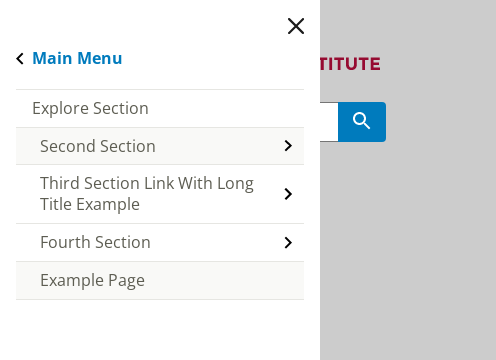 Main Menu
TITUTE
Explore Section
Second Section
Third Section Link With Long
Title Example
Fourth Section
Example Page